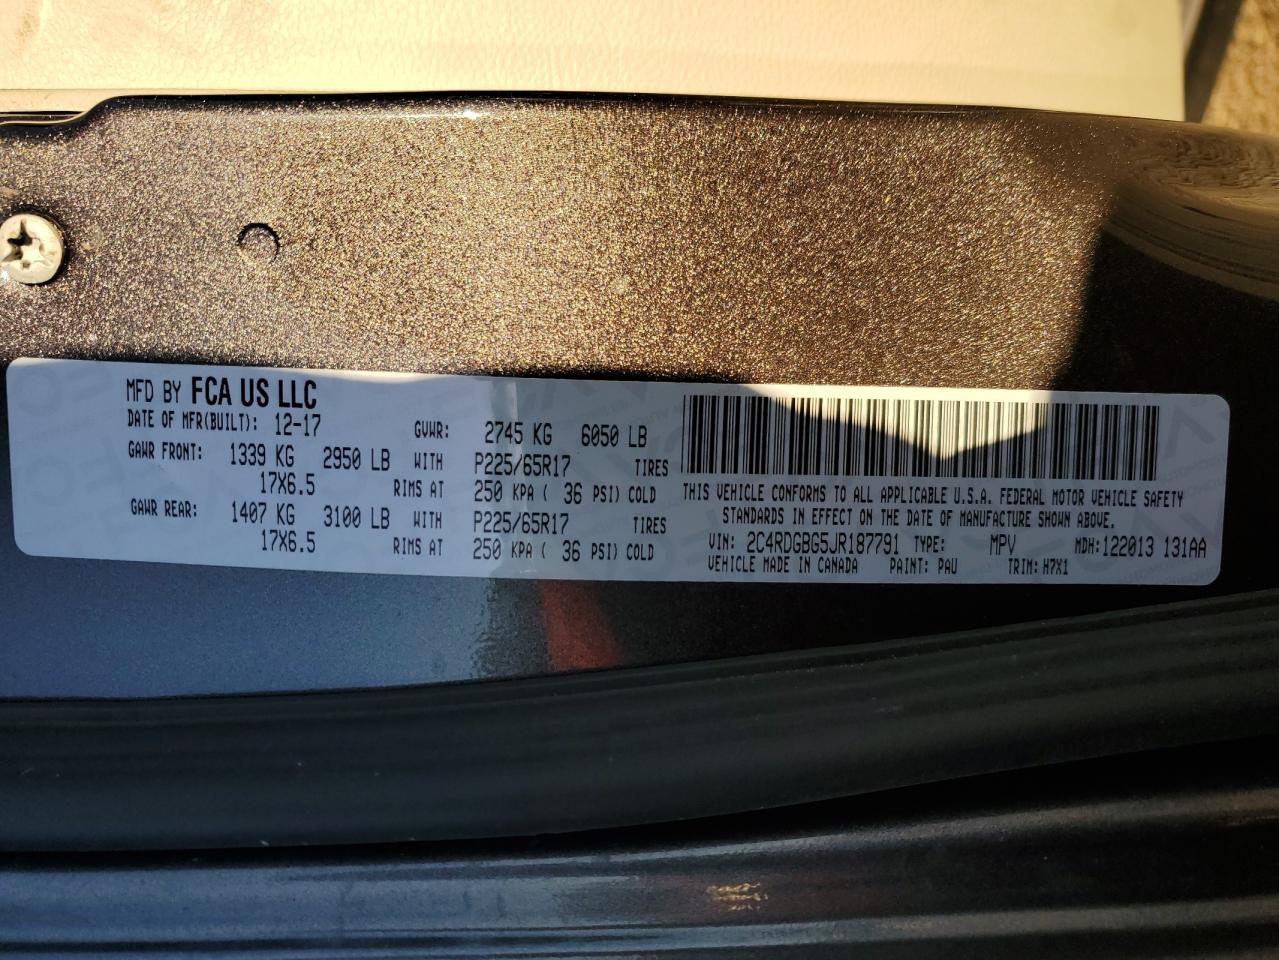 MFD BY FCA US LLC
DATE OF MFR(BUILT): 12-17 GVWR: 2745 KG 6050 LB
GAWR FRONT: 1339 KG 2950 LB WITH P225/65R17 TIRES
17X6.5 RIMS AT 250 KPA ( 36 PSI) COLD
GAWR REAR: 1407 KG 3100 LB WITH P225/65R17 TIRES
17X6.5 RIMS AT 250 KPA ( 36 PSI) COLD
THIS VEHICLE CONFORMS TO ALL APPLICABLE U.S.A. FEDERAL MOTOR VEHICLE SAFETY
STANDARDS IN EFFECT ON THE DATE OF MANUFACTURE SHOWN ABOVE.
VIN: 2C4RDGBG5JR187791 TYPE: MPV MDH: 122013 131AA
VEHICLE MADE IN CANADA PAINT: PAU TRIM: H7X1